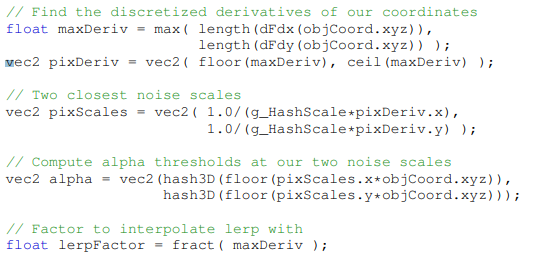 // Find the discretized derivatives of our coordinates
float maxDeriv = max( length(dFdx(objCoord.xyz)),
length(dFdy(objCoord.xyz)) );
vec2 pixDeriv = vec2( floor(maxDeriv), ceil(maxDeriv) );
// Two closest noise scales
vec2 pixScales = vec2( 1.0/(g_HashScale*pixDeriv.x),
1.0/(g_HashScale*pixDeriv.y) );
// Compute alpha thresholds at our two noise scales
vec2 alpha = vec2(hash3D(floor(pixScales.x*objCoord.xyz)),
hash3D(floor(pixScales.y*objCoord.xyz)));
// Factor to interpolate lerp with
float lerpFactor = fract( maxDeriv );